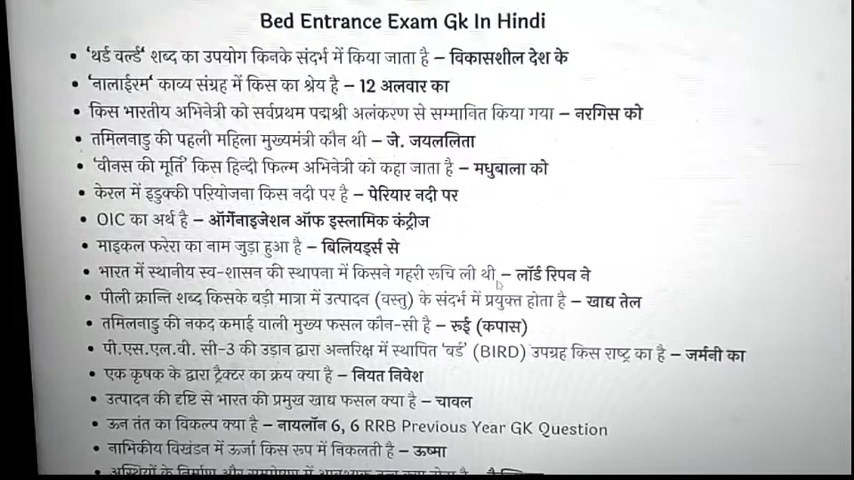 Bed Entrance Exam Gk In Hindi
• ‘थर्ड वर्ल्ड‘ शब्द का उपयोग किनके संदर्भ में किया जाता है – विकासशील देश के
• ‘नालाईरम‘ काव्य संग्रह में किस का श्रेय है – 12 अलवार का
• किस भारतीय अभिनेत्री को सर्वप्रथम पद्मश्री अलंकरण से सम्मानित किया गया – नरगिस को
• तमिलनाडु की पहली महिला मुख्यमंत्री कौन थी – जे. जयललिता
• ‘वीनस की मूर्ति’ किस हिन्दी फिल्म अभिनेत्री को कहा जाता है – मधुबाला को
• केरल में इडुक्की परियोजना किस नदी पर है – पेरियार नदी पर
• OIC का अर्थ है – ऑर्गेनाइजेशन ऑफ इस्लामिक कंट्रीज
• माइकल फरेरा का नाम जुड़ा हुआ है – बिलियर्ड्स से
• भारत में स्थानीय स्व-शासन की स्थापना में किसने गहरी रूचि ली थी – लॉर्ड रिपन ने
• पीली क्रान्ति शब्द किसके बड़ी मात्रा में उत्पादन (वस्तु) के संदर्भ में प्रयुक्त होता है – खाद्य तेल
• तमिलनाडु की नकद कमाई वाली मुख्य फसल कौन-सी है – रूई (कपास)
• पी.एस.एल.वी. सी-3 की उड़ान द्वारा अन्तरिक्ष में स्थापित ‘बर्ड’ (BIRD) उपग्रह किस राष्ट्र का है – जर्मनी का
• एक कृषक के द्वारा ट्रैक्टर का क्रय क्या है – नियत निवेश
• उत्पादन की दृष्टि से भारत की प्रमुख खाद्य फसल क्या है – चावल
• ऊन तंत का विकल्प क्या है – नायलॉन 6, 6 RRB Previous Year GK Question
• नाभिकीय विखंडन में ऊर्जा किस रूप में निकलती है – ऊष्मा